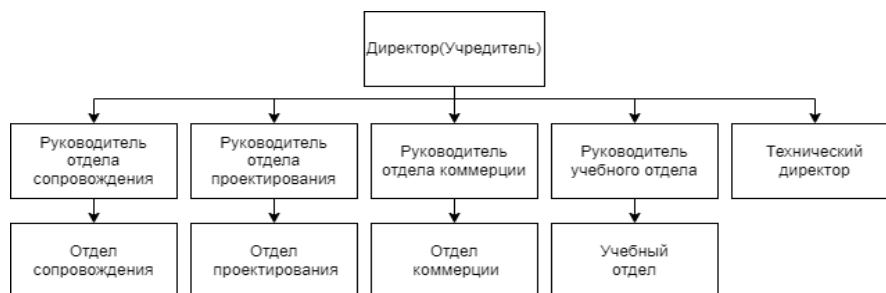 Директор(Учредитель)
Руководитель
отдела
сопровождения
Руководитель
отдела
проектирования
Руководитель
отдела коммерции
Руководитель
учебного отдела
Технический
директор
Отдел
сопровождения
Отдел
проектирования
Отдел
коммерции
Учебный
отдел